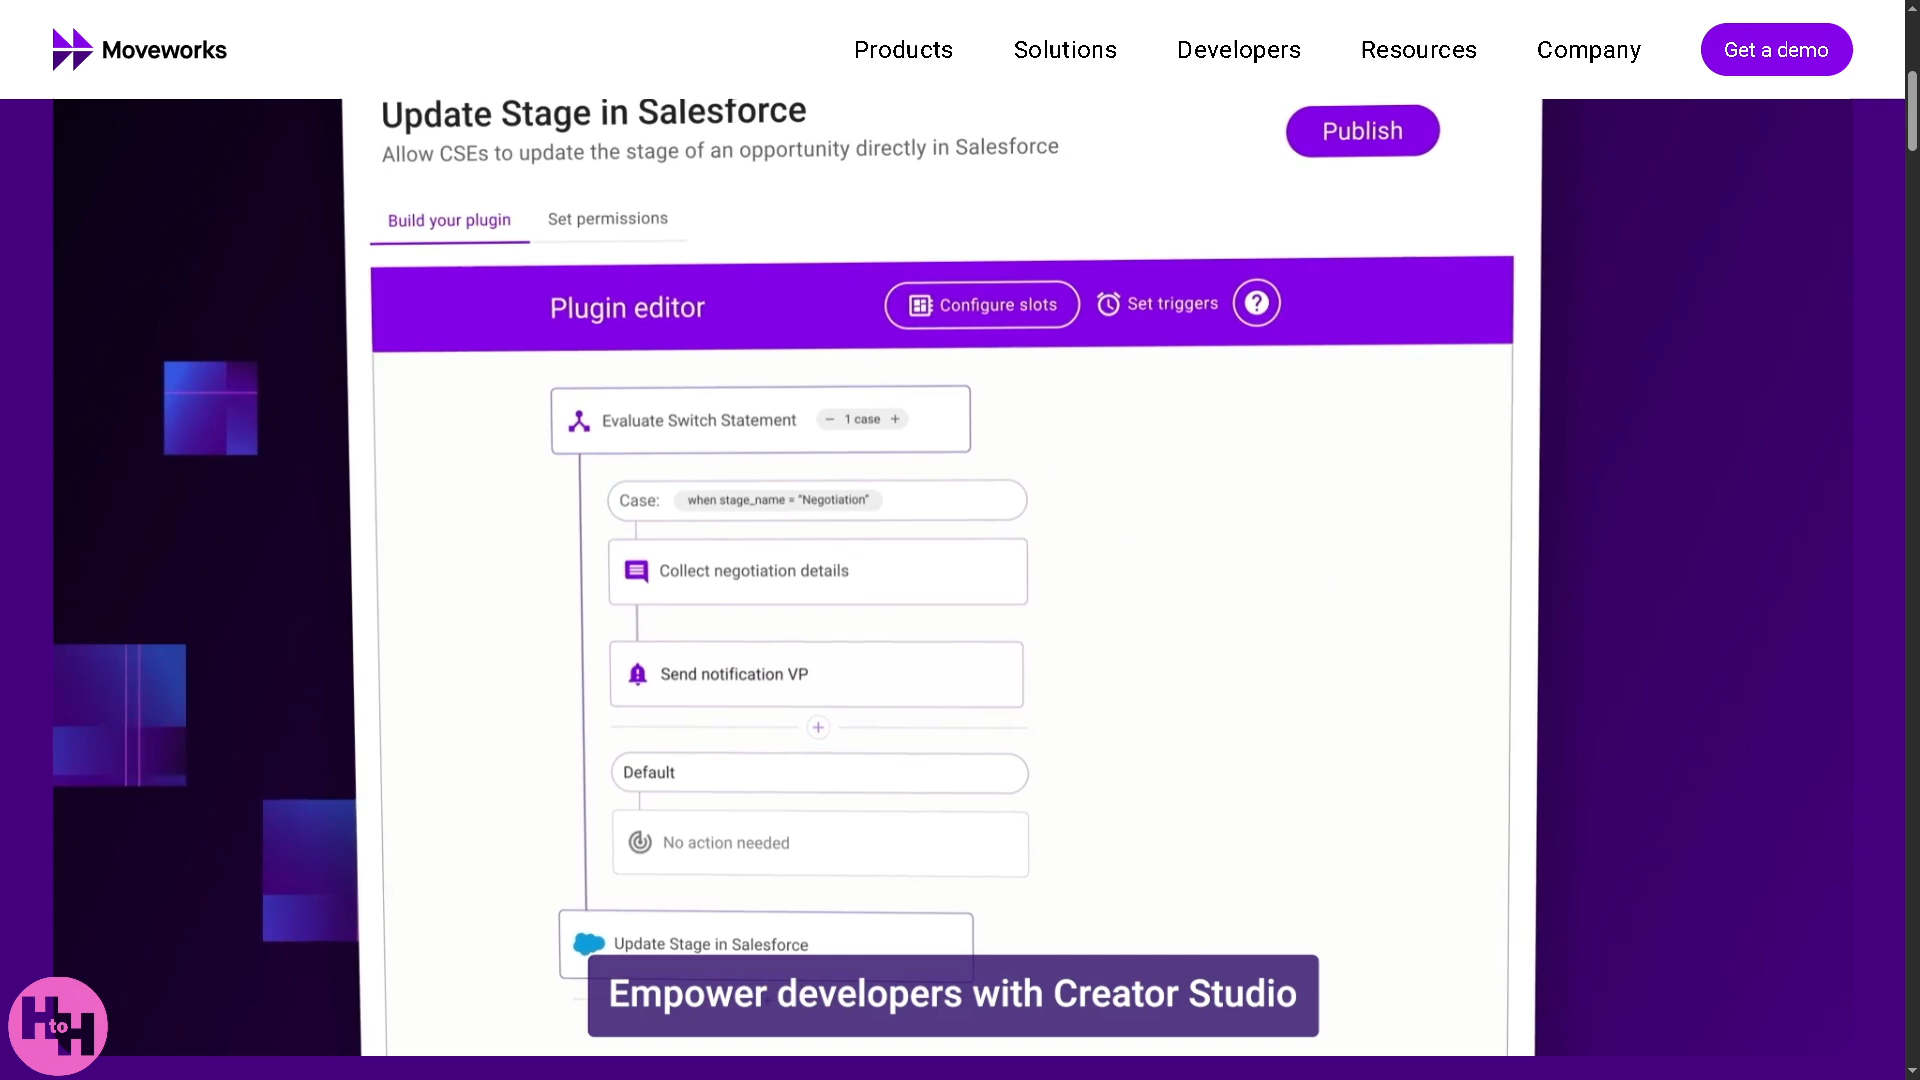 Moveworks
Products
Solutions
Developers
Resources
Company
Get a demo
Update Stage in Salesforce
Allow CSEs to update the stage of an opportunity directly in Salesforce
Publish
Build your plugin
Set permissions
Plugin editor
Configure slots
Set triggers
?
Evaluate Switch Statement
− 1 case +
Case: when stage_name = "Negotiation"
Collect negotiation details
Send notification VP
+
Default
No action needed
Update Stage in Salesforce
Empower developers with Creator Studio
H to H